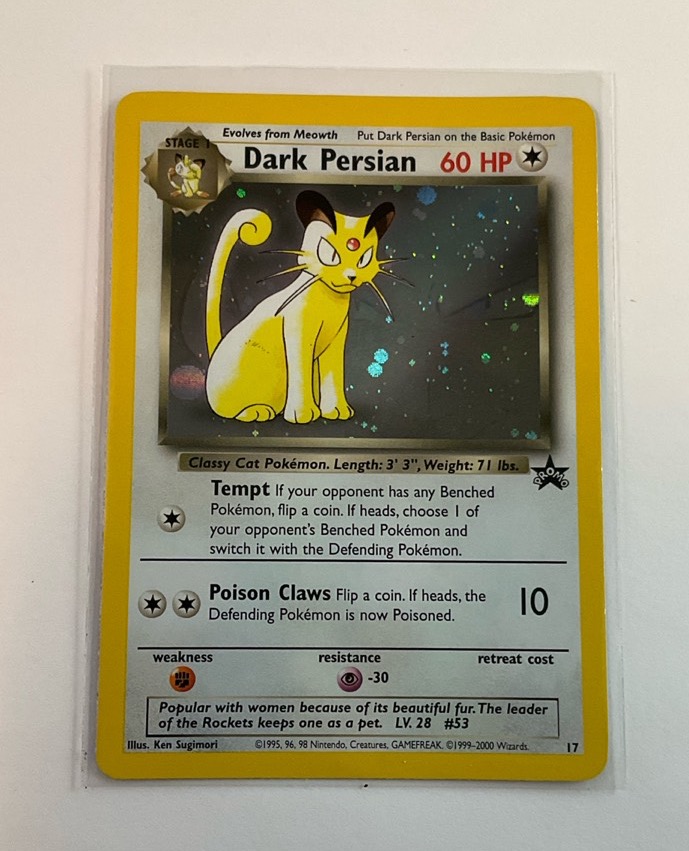 Evolves from Meowth Put Dark Persian on the Basic Pokémon
STAGE 1
Dark Persian 60 HP
Classy Cat Pokémon. Length: 3' 3", Weight: 71 lbs.
PROMO
Tempt If your opponent has any Benched
Pokémon, flip a coin. If heads, choose 1 of
your opponent's Benched Pokémon and
switch it with the Defending Pokémon.
Poison Claws Flip a coin. If heads, the
Defending Pokémon is now Poisoned.
10
weakness resistance retreat cost
-30
Popular with women because of its beautiful fur. The leader
of the Rockets keeps one as a pet. LV. 28 #53
Illus. Ken Sugimori ©1995, 96, 98 Nintendo, Creatures, GAMEFREAK. ©1999-2000 Wizards. 17